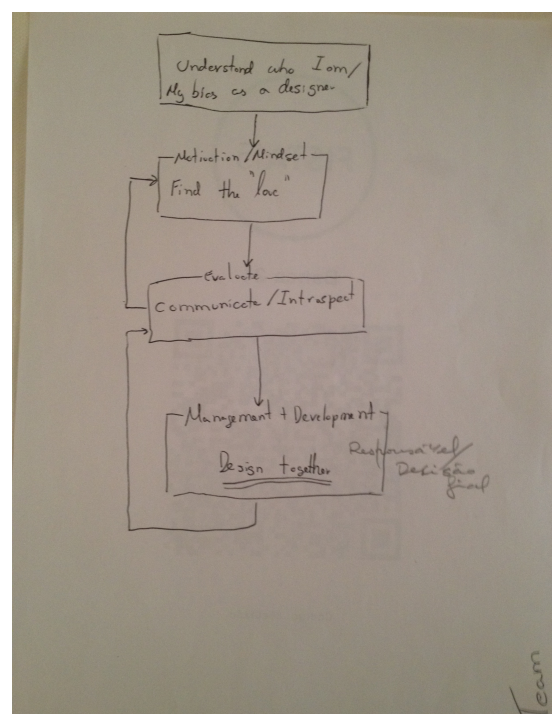 Understand who I am/
My bias as a designer
Motivation/Mindset
Find the "love"
Evaluate
Communicate/Introspect
Management + Development
Design together
Responsável/
Decisão
final
Team